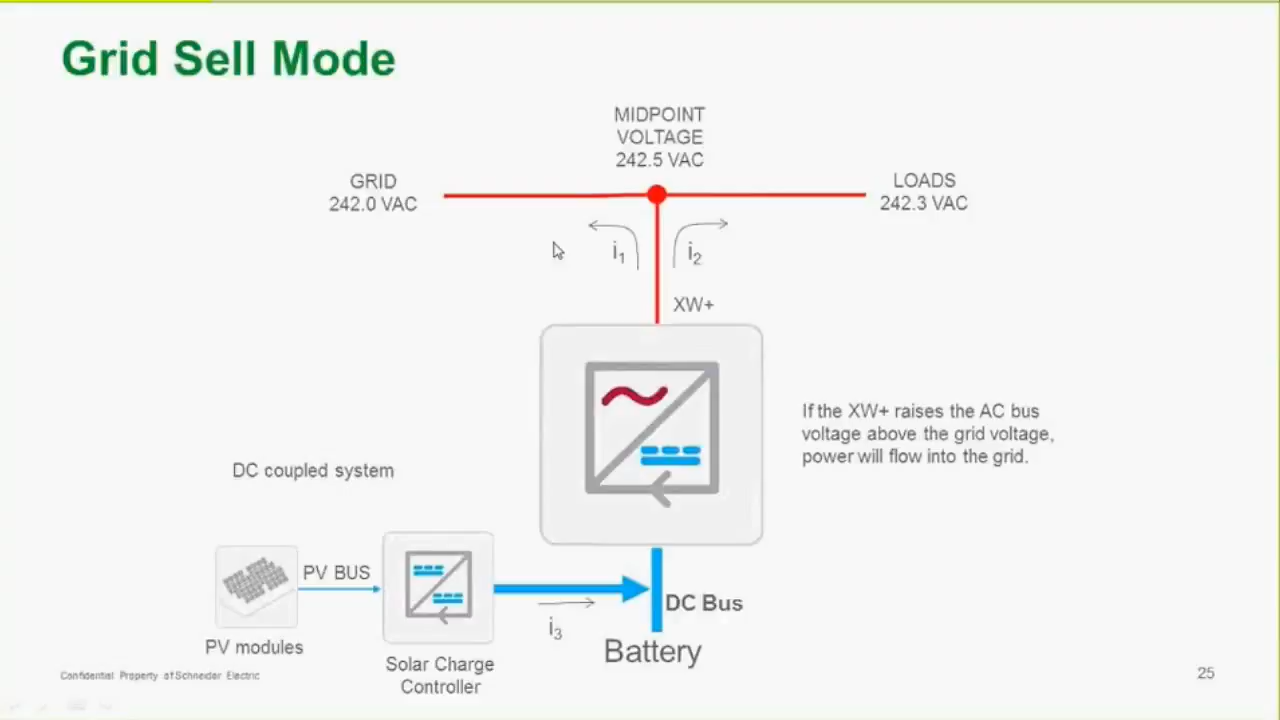 Grid Sell Mode
MIDPOINT
VOLTAGE
242.5 VAC
GRID
242.0 VAC
LOADS
242.3 VAC
i1
i2
XW+
If the XW+ raises the AC bus
voltage above the grid voltage,
power will flow into the grid.
DC coupled system
PV BUS
DC Bus
i3
PV modules
Battery
Solar Charge
Controller
Confidential Property of Schneider Electric
25